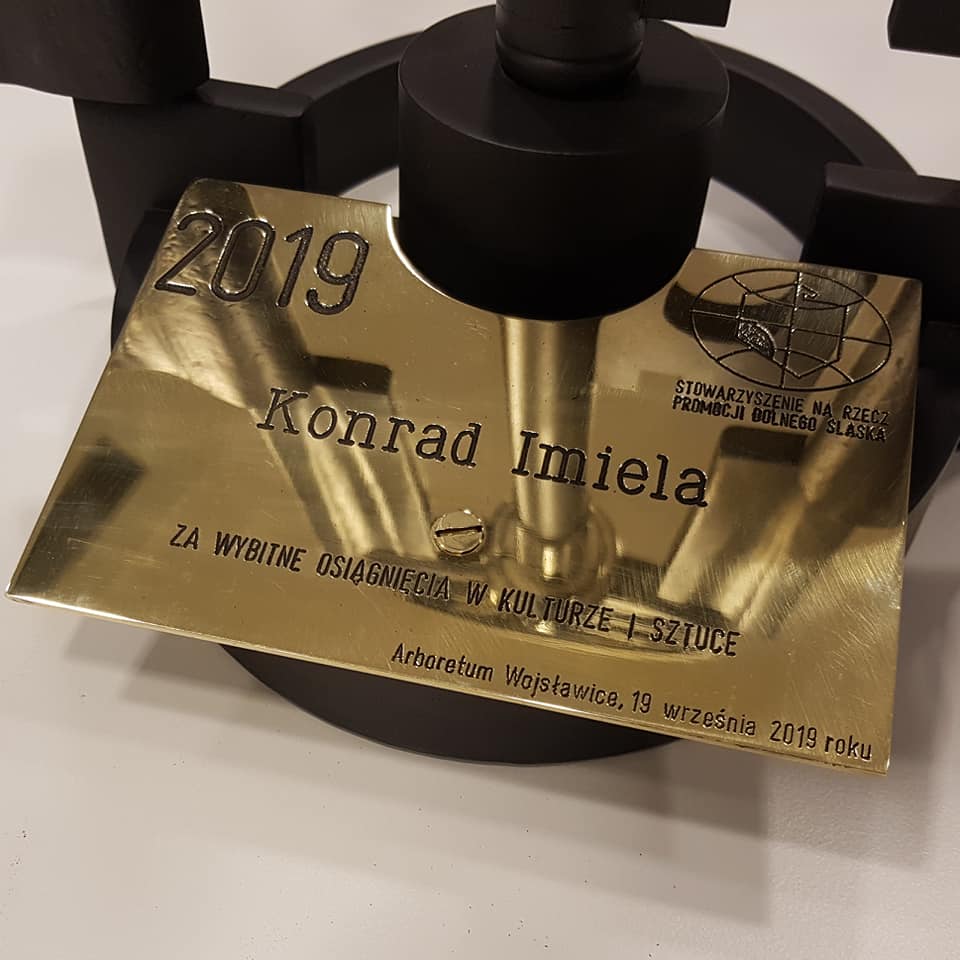 2019
STOWARZYSZENIE NA RZECZ
PROMOCJI DOLNEGO ŚLĄSKA
Konrad Imiela
ZA WYBITNE OSIĄGNIĘCIA W KULTURZE I SZTUCE
Arboretum Wojsławice, 19 września 2019 roku